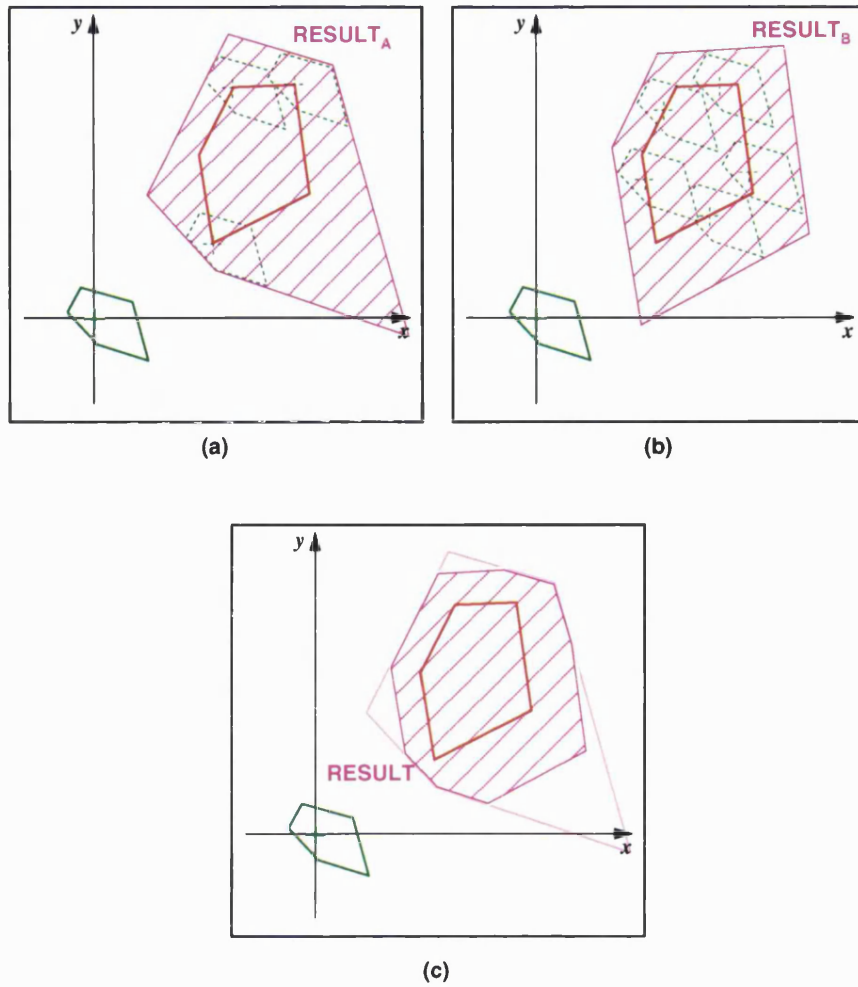 y
RESULT_A
x
(a)
y
RESULT_B
x
(b)
y
RESULT
x
(c)